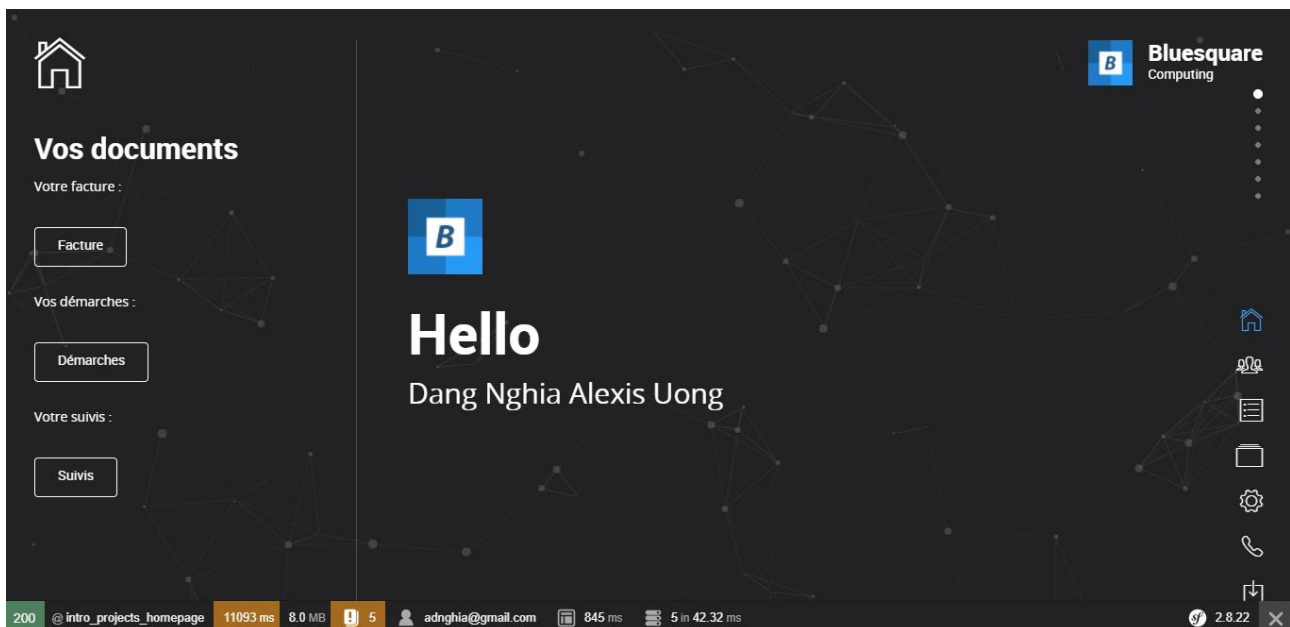 Vos documents
Votre facture :
Facture
Vos démarches :
Démarches
Votre suivis :
Suivis
B
Hello
Dang Nghia Alexis Uong
B
Bluesquare
Computing
200 @ intro_projects_homepage 11093 ms 8.0 MB 5 adnghia@gmail.com 845 ms 5 in 42.32 ms sf 2.8.22